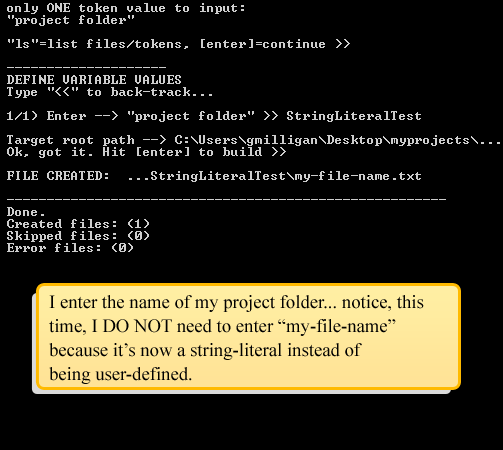 only ONE token value to input:
"project folder"
"ls"=list files/tokens, [enter]=continue >>
--------------------
DEFINE VARIABLE VALUES
Type "<<" to back-track...
1/1) Enter --> "project folder" >> StringLiteralTest
Target root path --> C:\Users\gmilligan\Desktop\myprojects\...
Ok, got it. Hit [enter] to build >>
FILE CREATED:  ...StringLiteralTest\my-file-name.txt
-------------------------------------------------------
Done.
Created files: (1)
Skipped files: (0)
Error files: (0)
I enter the name of my project folder... notice, this
time, I DO NOT need to enter “my-file-name”
because it’s now a string-literal instead of
being user-defined.